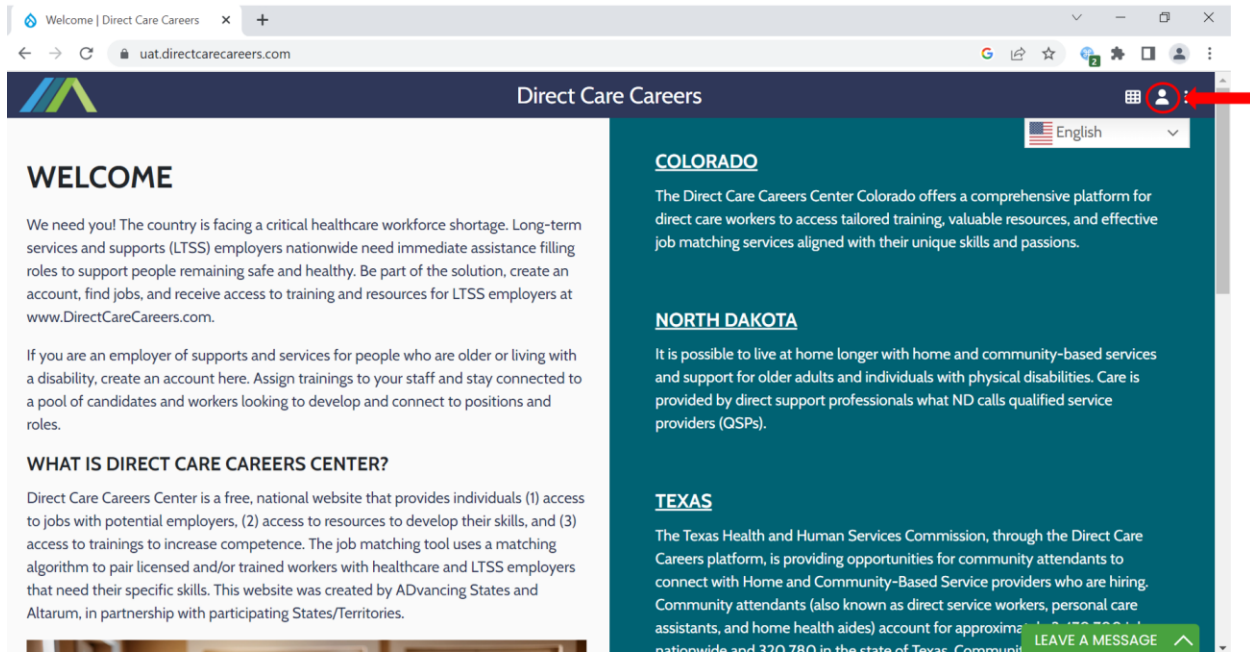 Welcome | Direct Care Careers
uat.directcarecareers.com
2
Direct Care Careers
English
WELCOME
We need you! The country is facing a critical healthcare workforce shortage. Long-term
services and supports (LTSS) employers nationwide need immediate assistance filling
roles to support people remaining safe and healthy. Be part of the solution, create an
account, find jobs, and receive access to training and resources for LTSS employers at
www.DirectCareCareers.com.
If you are an employer of supports and services for people who are older or living with
a disability, create an account here. Assign trainings to your staff and stay connected to
a pool of candidates and workers looking to develop and connect to positions and
roles.
WHAT IS DIRECT CARE CAREERS CENTER?
Direct Care Careers Center is a free, national website that provides individuals (1) access
to jobs with potential employers, (2) access to resources to develop their skills, and (3)
access to trainings to increase competence. The job matching tool uses a matching
algorithm to pair licensed and/or trained workers with healthcare and LTSS employers
that need their specific skills. This website was created by ADvancing States and
Altarum, in partnership with participating States/Territories.
COLORADO
The Direct Care Careers Center Colorado offers a comprehensive platform for
direct care workers to access tailored training, valuable resources, and effective
job matching services aligned with their unique skills and passions.
NORTH DAKOTA
It is possible to live at home longer with home and community-based services
and support for older adults and individuals with physical disabilities. Care is
provided by direct support professionals what ND calls qualified service
providers (QSPs).
TEXAS
The Texas Health and Human Services Commission, through the Direct Care
Careers platform, is providing opportunities for community attendants to
connect with Home and Community-Based Service providers who are hiring.
Community attendants (also known as direct service workers, personal care
assistants, and home health aides) account for
nationwide and 320,780 in the state of Texas.
LEAVE A MESSAGE